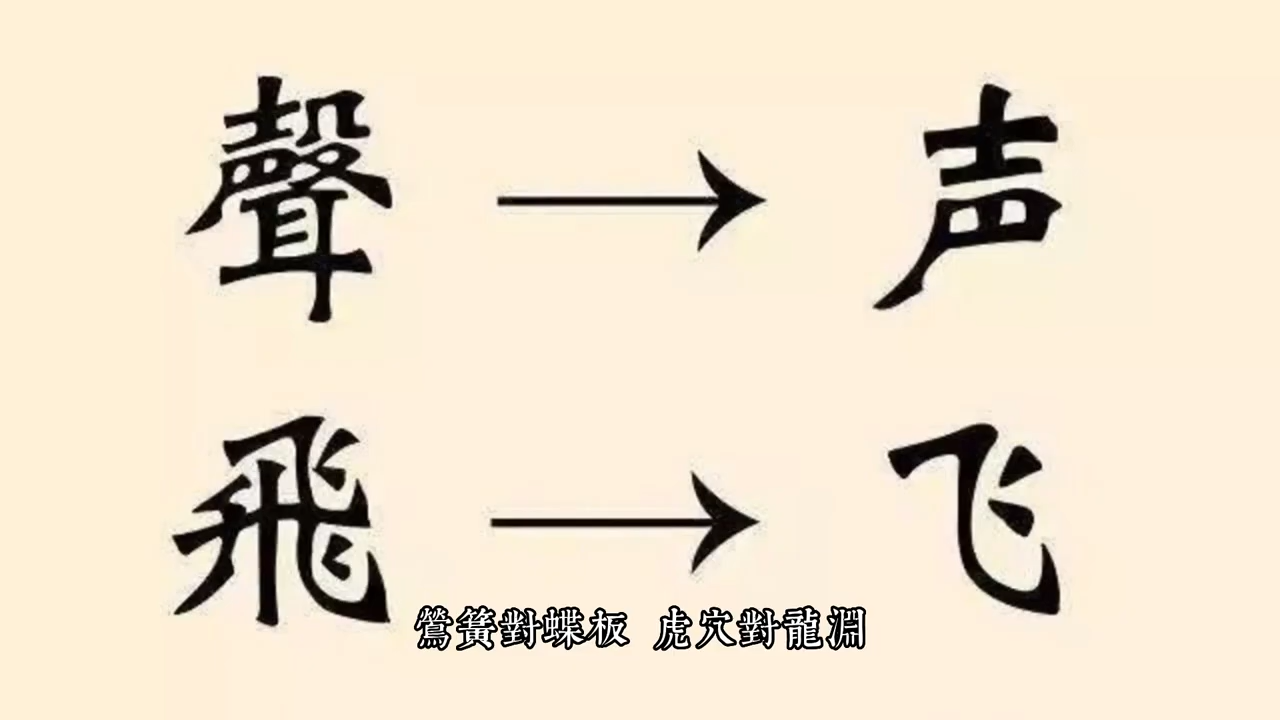 聲 → 声
飛 → 飞
鶯簧對蝶板 虎穴對龍淵